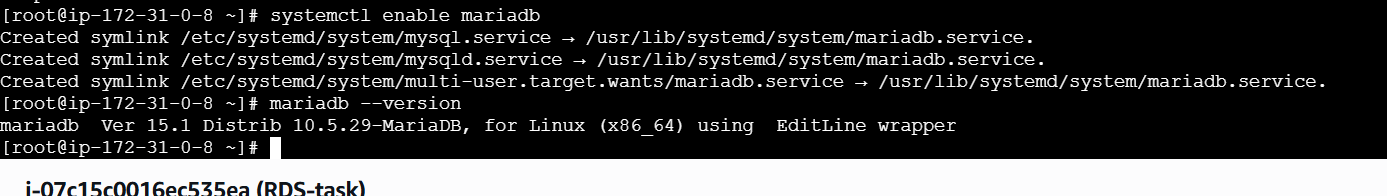 [root@ip-172-31-0-8 ~]# systemctl enable mariadb
Created symlink /etc/systemd/system/mysql.service → /usr/lib/systemd/system/mariadb.service.
Created symlink /etc/systemd/system/mysqld.service → /usr/lib/systemd/system/mariadb.service.
Created symlink /etc/systemd/system/multi-user.target.wants/mariadb.service → /usr/lib/systemd/system/mariadb.service.
[root@ip-172-31-0-8 ~]# mariadb --version
mariadb  Ver 15.1 Distrib 10.5.29-MariaDB, for Linux (x86_64) using  EditLine wrapper
[root@ip-172-31-0-8 ~]#
i-07c15c0016ec535ea (RDS-task)